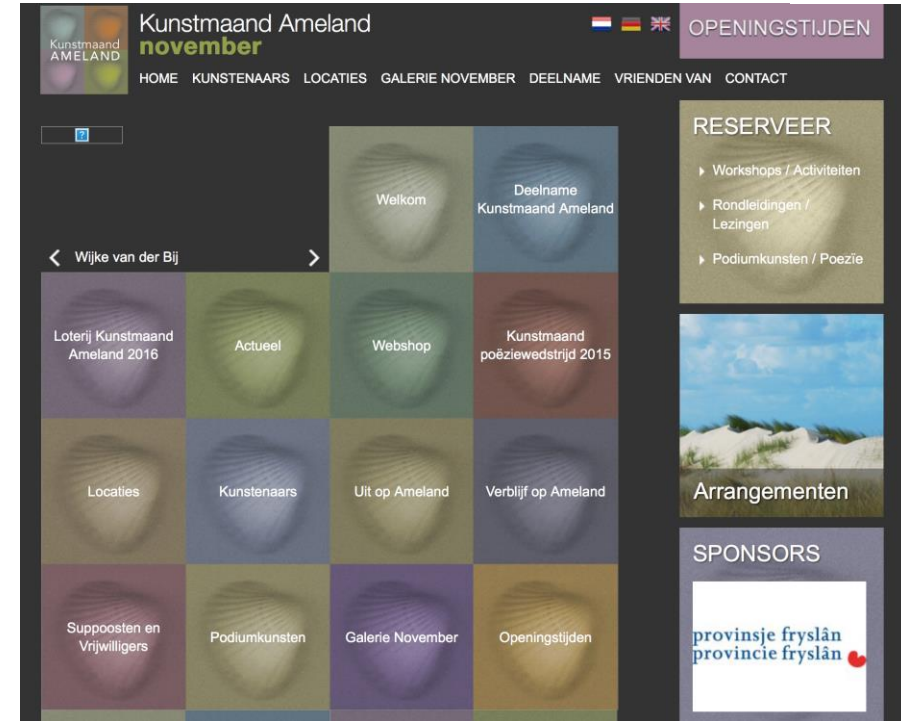 Kunstmaand
AMELAND
Kunstmaand Ameland
november
OPENINGSTIJDEN
HOME KUNSTENAARS LOCATIES GALERIE NOVEMBER DEELNAME VRIENDEN VAN CONTACT
Welkom
Deelname
Kunstmaand Ameland
Wijke van der Bij
Loterij Kunstmaand
Ameland 2016
Actueel
Webshop
Kunstmaand
poëziewedstrijd 2015
Locaties
Kunstenaars
Uit op Ameland
Verblijf op Ameland
Suppoosten en
Vrijwilligers
Podiumkunsten
Galerie November
Openingstijden
RESERVEER
Workshops / Activiteiten
Rondleidingen /
Lezingen
Podiumkunsten / Poezïe
Arrangementen
SPONSORS
provinsje fryslân
provincie fryslân